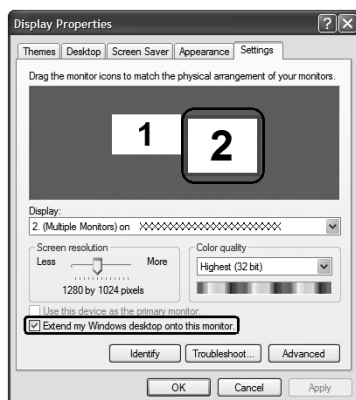 Display Properties
Themes Desktop Screen Saver Appearance Settings
Drag the monitor icons to match the physical arrangement of your monitors.
1 2
Display:
2. (Multiple Monitors) on XXXXXXXXXXXXXXXXXXXXXX
Screen resolution Color quality
Less More Highest (32 bit)
1280 by 1024 pixels
Use this device as the primary monitor.
Extend my Windows desktop onto this monitor.
Identify Troubleshoot... Advanced
OK Cancel Apply